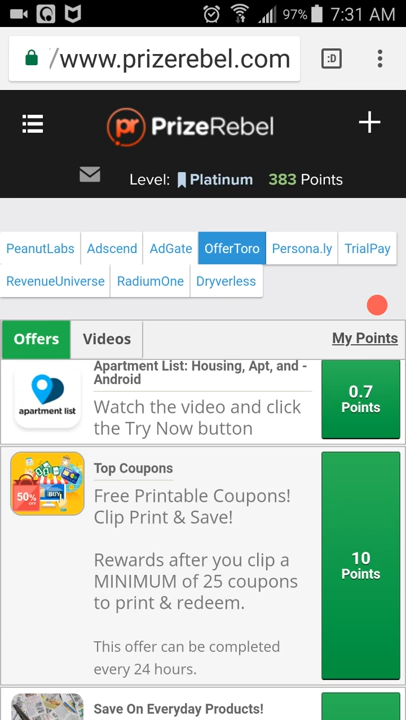 97% 7:31 AM
/www.prizerebel.com
:D
pr PrizeRebel
Level: Platinum 383 Points
PeanutLabs Adscend AdGate OfferToro Persona.ly TrialPay
RevenueUniverse RadiumOne Dryverless
Offers Videos My Points
Apartment List: Housing, Apt, and -
Android
apartment list
Watch the video and click
the Try Now button
0.7
Points
Top Coupons
50%
OFF
BUY
Free Printable Coupons!
Clip Print & Save!
Rewards after you clip a
MINIMUM of 25 coupons
to print & redeem.
This offer can be completed
every 24 hours.
10
Points
Save On Everyday Products!